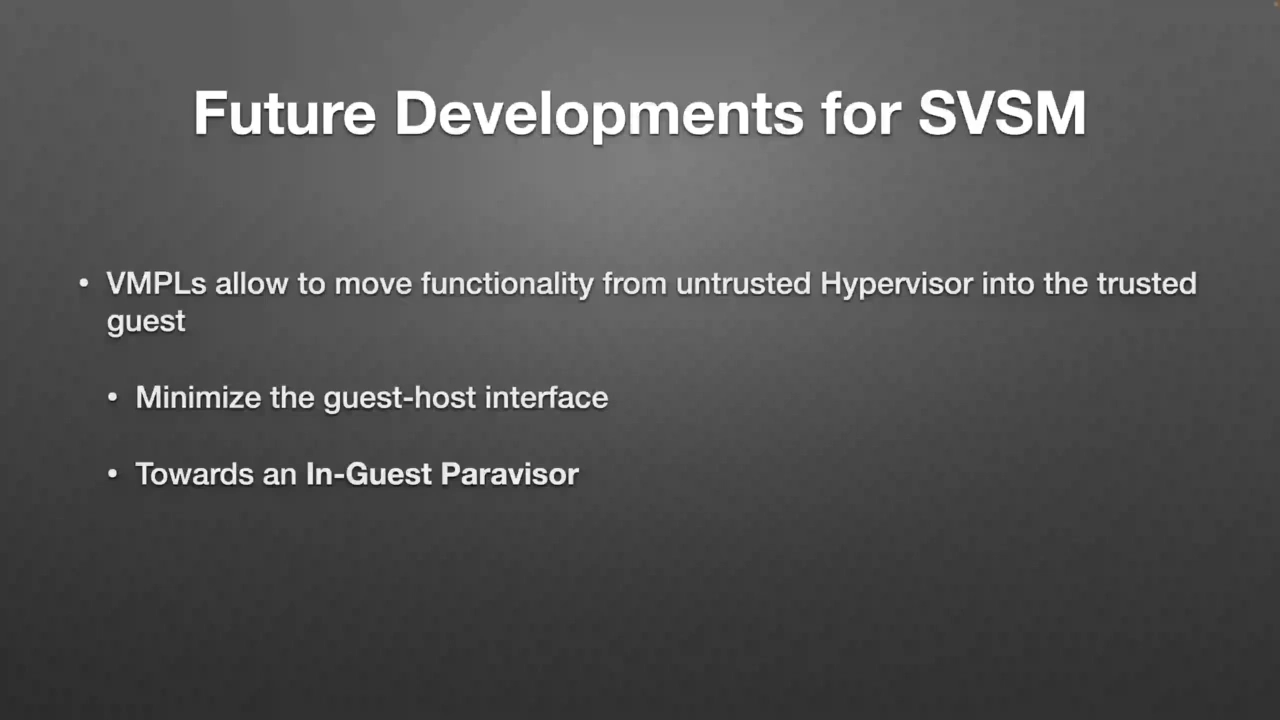 Future Developments for SVSM
• VMPLs allow to move functionality from untrusted Hypervisor into the trusted
guest
• Minimize the guest-host interface
• Towards an In-Guest Paravisor